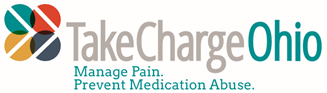 TakeChargeOhio
Manage Pain.
Prevent Medication Abuse.